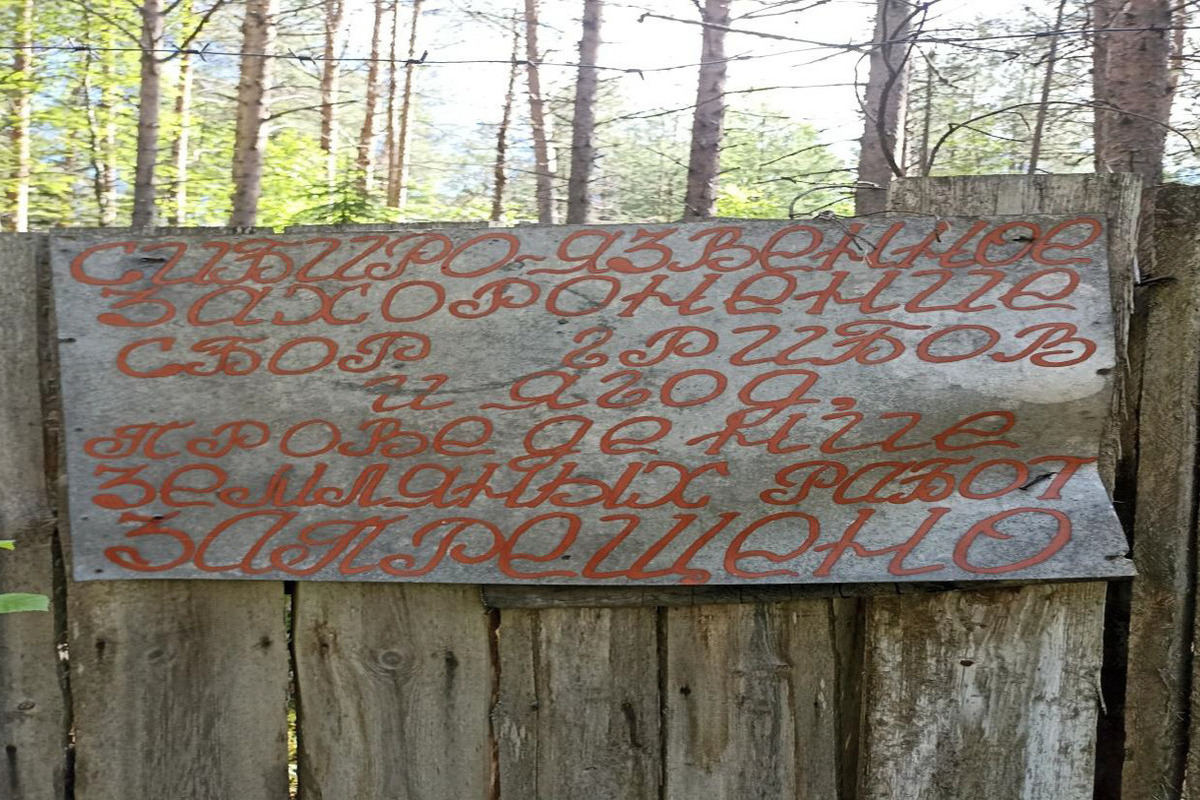 СИБИРО-ЯЗВЕННОЕ
ЗАХОРОНЕНИЕ
СБОР ГРИБОВ
И ЯГОД,
ПРОВЕДЕНИЕ
ЗЕМЛЯНЫХ РАБОТ
ЗАПРЕЩЕНО